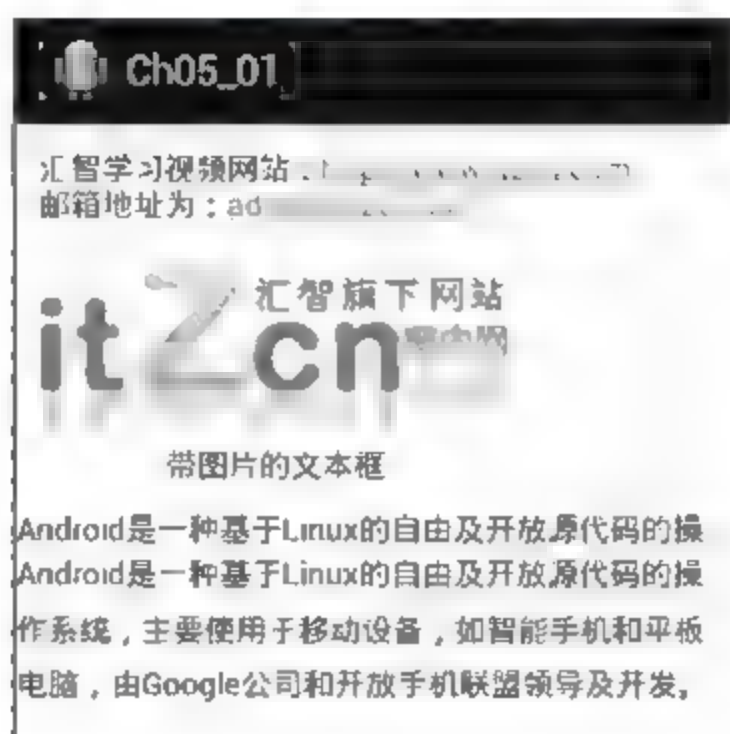 Ch05_01
汇智学习视频网站：
邮箱地址为：ad
汇智旗下网站
itZcn
带图片的文本框
Android是一种基于Linux的自由及开放源代码的操
Android是一种基于Linux的自由及开放源代码的操
作系统，主要使用于移动设备，如智能手机和平板
电脑，由Google公司和开放手机联盟领导及开发。